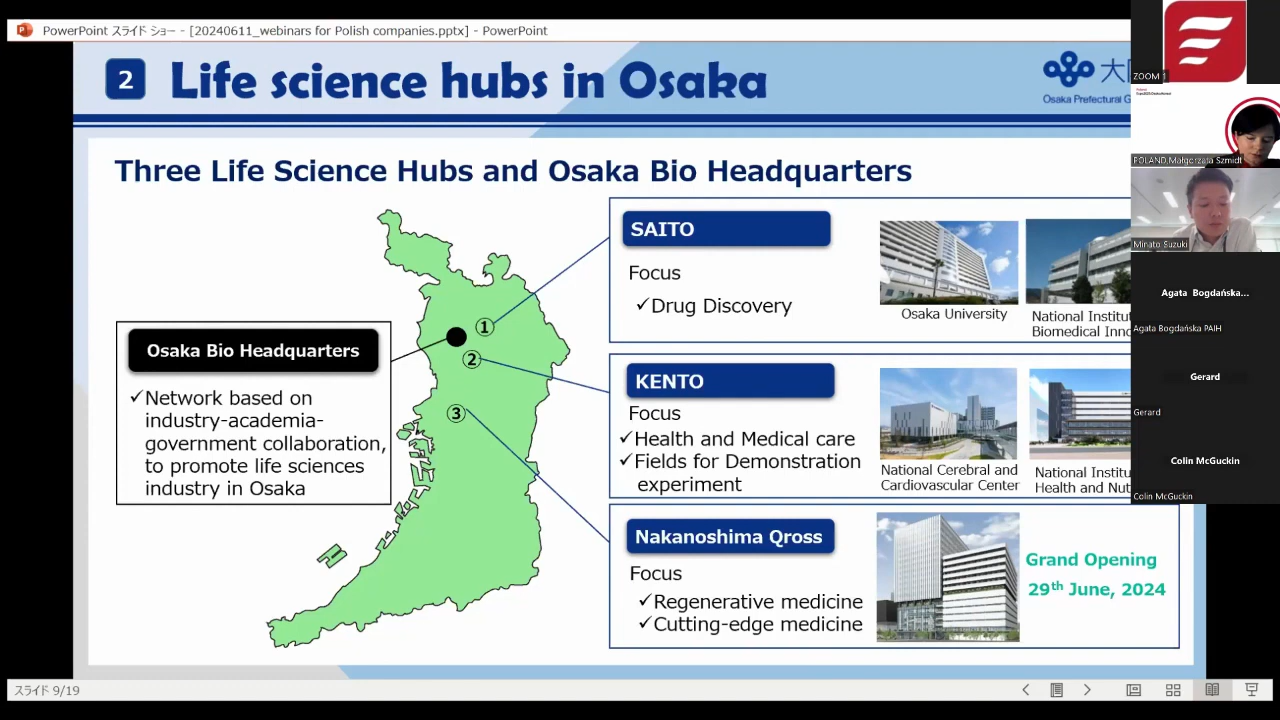 PowerPoint スライド ショー - [20240611_webinars for Polish companies.pptx] - PowerPoint
2
Life science hubs in Osaka
大
Osaka Prefectural G
Three Life Science Hubs and Osaka Bio Headquarters
Osaka Bio Headquarters
✓Network based on
industry-academia-
government collaboration,
to promote life sciences
industry in Osaka
①
②
③
SAITO
Focus
✓Drug Discovery
Osaka University
National Institut
Biomedical Inno
KENTO
Focus
✓Health and Medical care
✓Fields for Demonstration
experiment
National Cerebral and
Cardiovascular Center
National Institu
Health and Nut
Nakanoshima Qross
Focus
✓Regenerative medicine
✓Cutting-edge medicine
Grand Opening
29th June, 2024
ZOOM 1
POLAND Małgorzata Szmidt
Minato Suzuki
Agata Bogdańska...
Agata Bogdańska PAIH
Gerard
Gerard
Colin McGuckin
Colin McGuckin
スライド 9/19